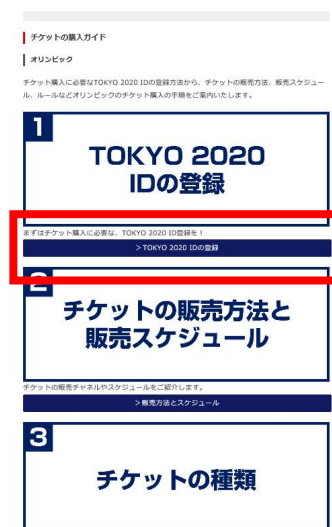 チケットの購入ガイド
オリンピック
チケット購入に必要なTOKYO 2020 IDの登録方法から、チケットの販売方法、販売スケジュー
ル、ルールなどオリンピックのチケット購入の手順をご案内いたします。
1
TOKYO 2020
IDの登録
まずはチケット購入に必要な、TOKYO 2020 ID登録を！
＞TOKYO 2020 IDの登録
2
チケットの販売方法と
販売スケジュール
チケットの販売チャネルやスケジュールをご紹介します。
＞販売方法とスケジュール
3
チケットの種類